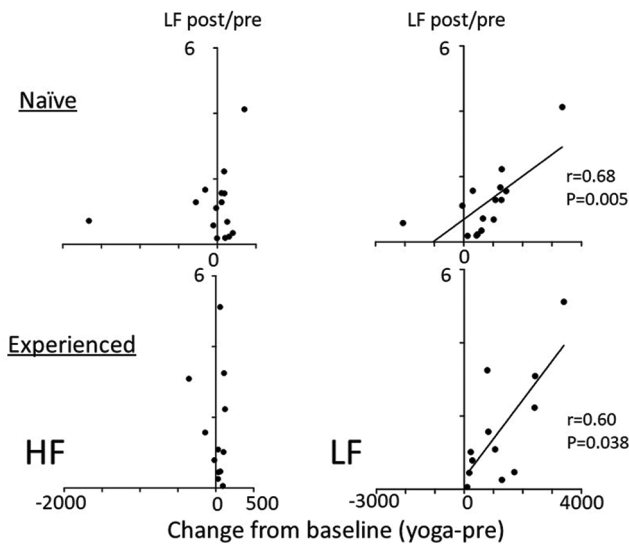 LF post/pre
LF post/pre
6
6
Naïve
r=0.68
P=0.005
0
0
6
6
Experienced
r=0.60
P=0.038
HF
LF
-2000
0
500
-3000
0
4000
Change from baseline (yoga-pre)